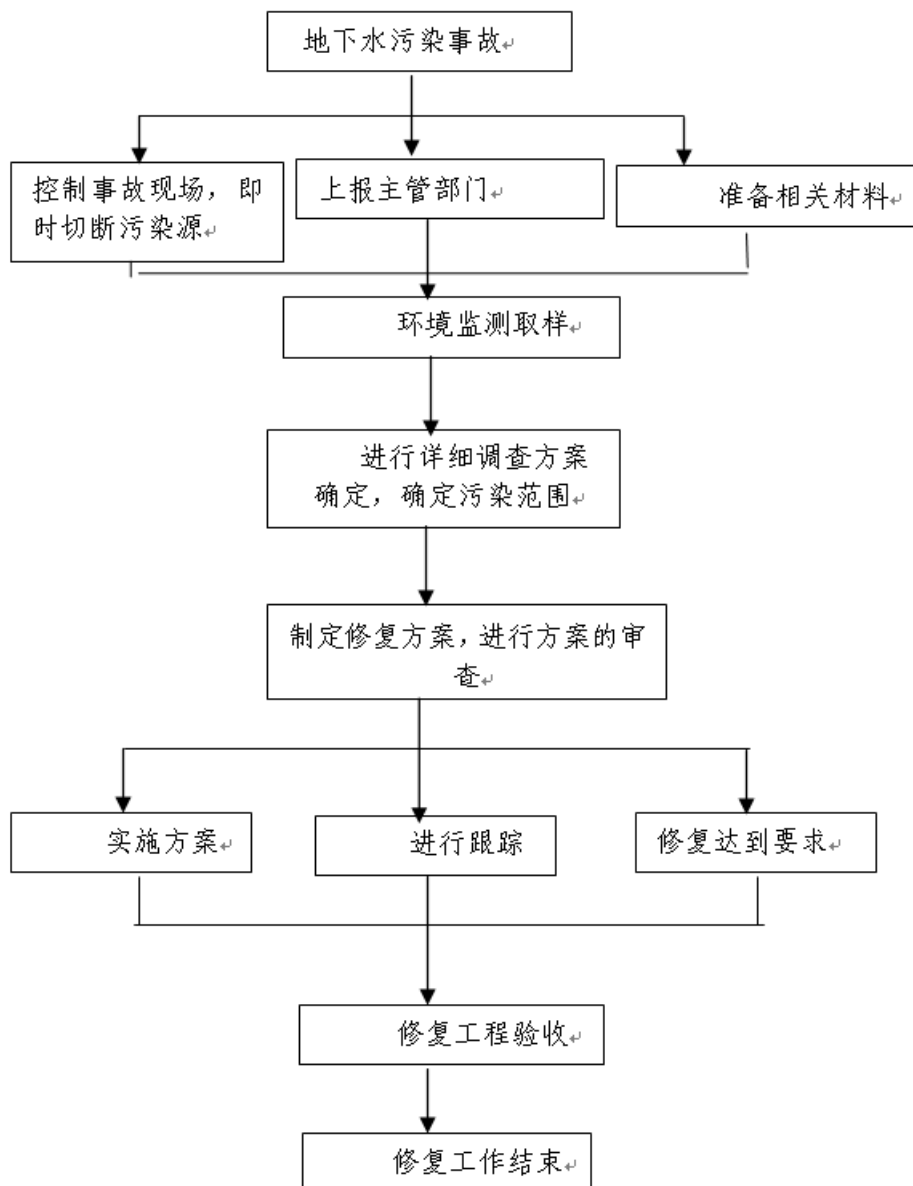 地下水污染事故
控制事故现场，即
时切断污染源
上报主管部门
准备相关材料
环境监测取样
进行详细调查方案
确定，确定污染范围
制定修复方案，进行方案的审
查
实施方案
进行跟踪
修复达到要求
修复工程验收
修复工作结束